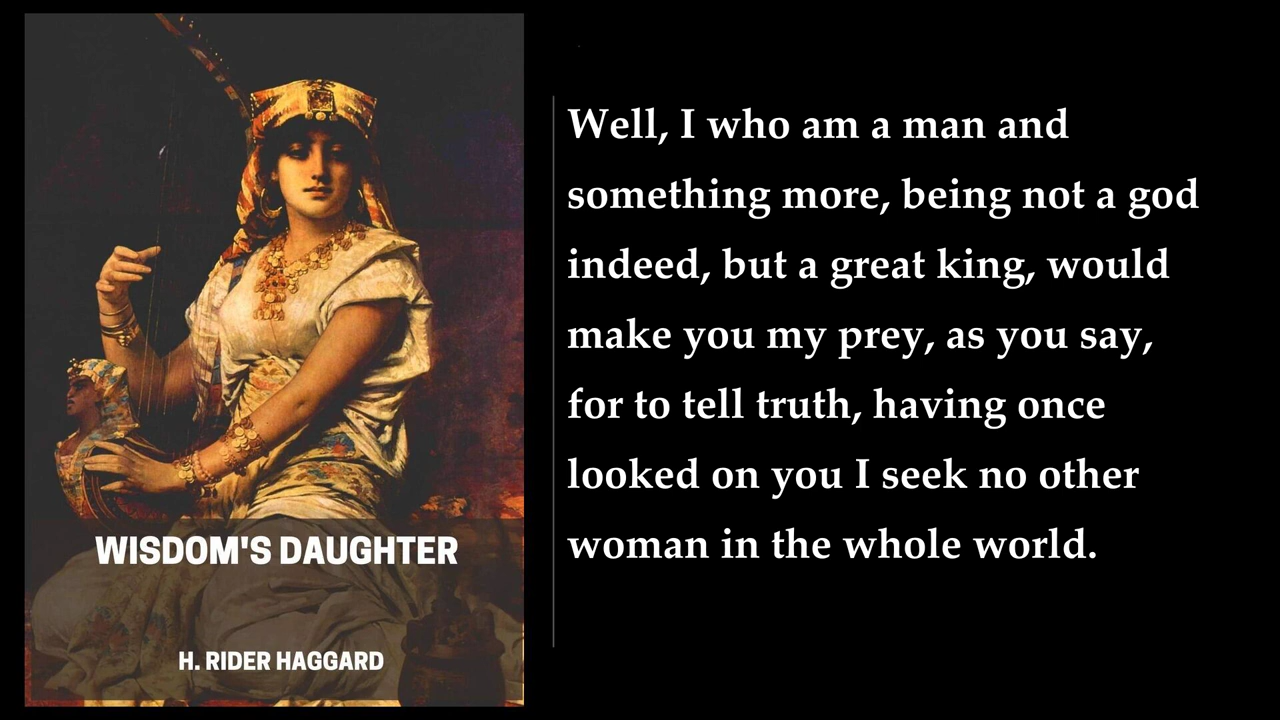 WISDOM'S DAUGHTER
H. RIDER HAGGARD
Well, I who am a man and
something more, being not a god
indeed, but a great king, would
make you my prey, as you say,
for to tell truth, having once
looked on you I seek no other
woman in the whole world.